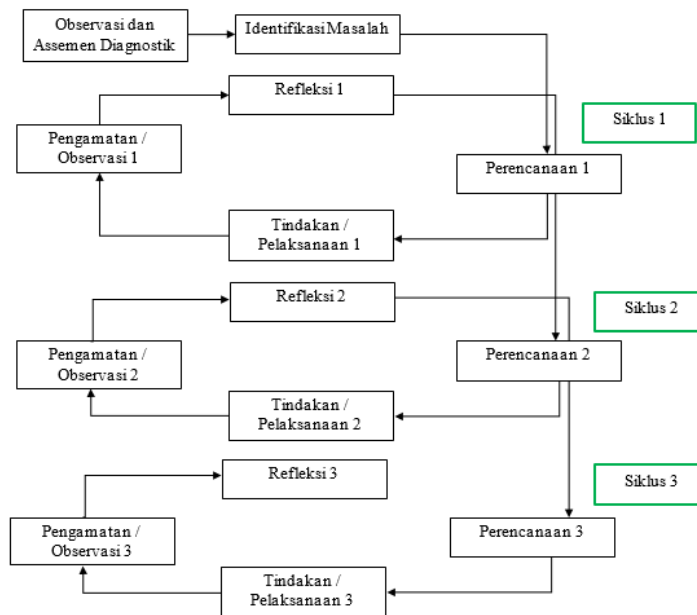 Observasi dan
Assemen Diagnostik
Identifikasi Masalah
Refleksi 1
Siklus 1
Pengamatan /
Observasi 1
Perencanaan 1
Tindakan /
Pelaksanaan 1
Refleksi 2
Siklus 2
Pengamatan /
Observasi 2
Perencanaan 2
Tindakan /
Pelaksanaan 2
Refleksi 3
Siklus 3
Pengamatan /
Observasi 3
Perencanaan 3
Tindakan /
Pelaksanaan 3